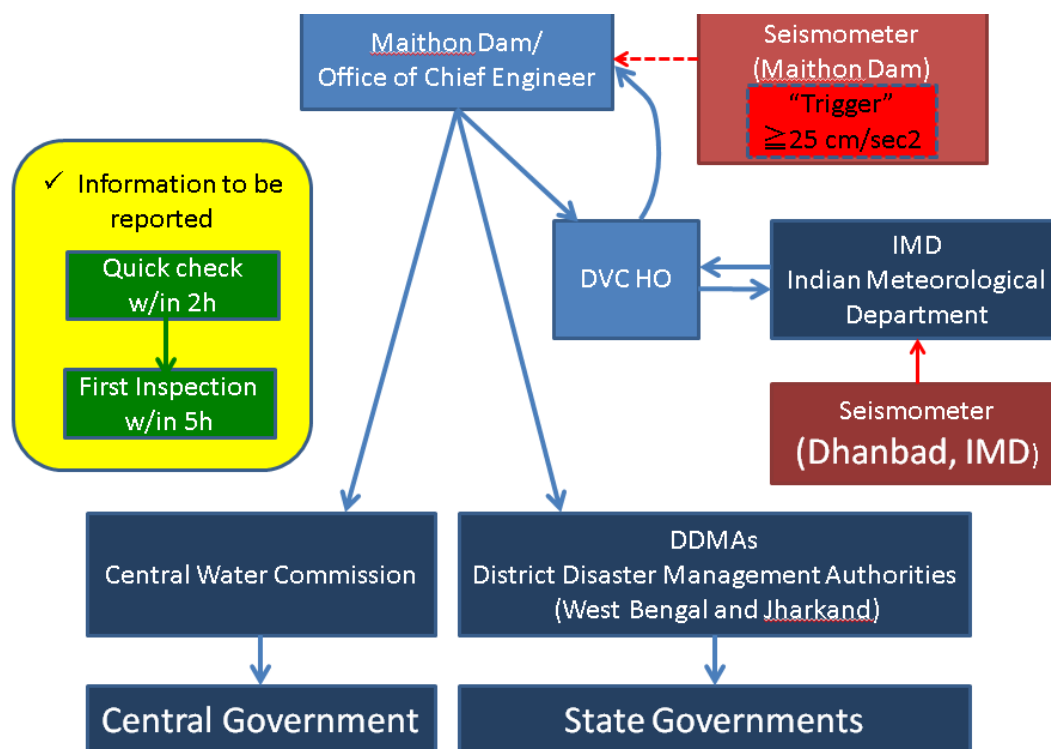 Maithon Dam/
Office of Chief Engineer
Seismometer
(Maithon Dam)
“Trigger”
≧25 cm/sec2
✓ Information to be
reported
Quick check
w/in 2h
First Inspection
w/in 5h
DVC HO
IMD
Indian Meteorological
Department
Seismometer
(Dhanbad, IMD)
Central Water Commission
DDMAs
District Disaster Management Authorities
(West Bengal and Jharkand)
Central Government
State Governments